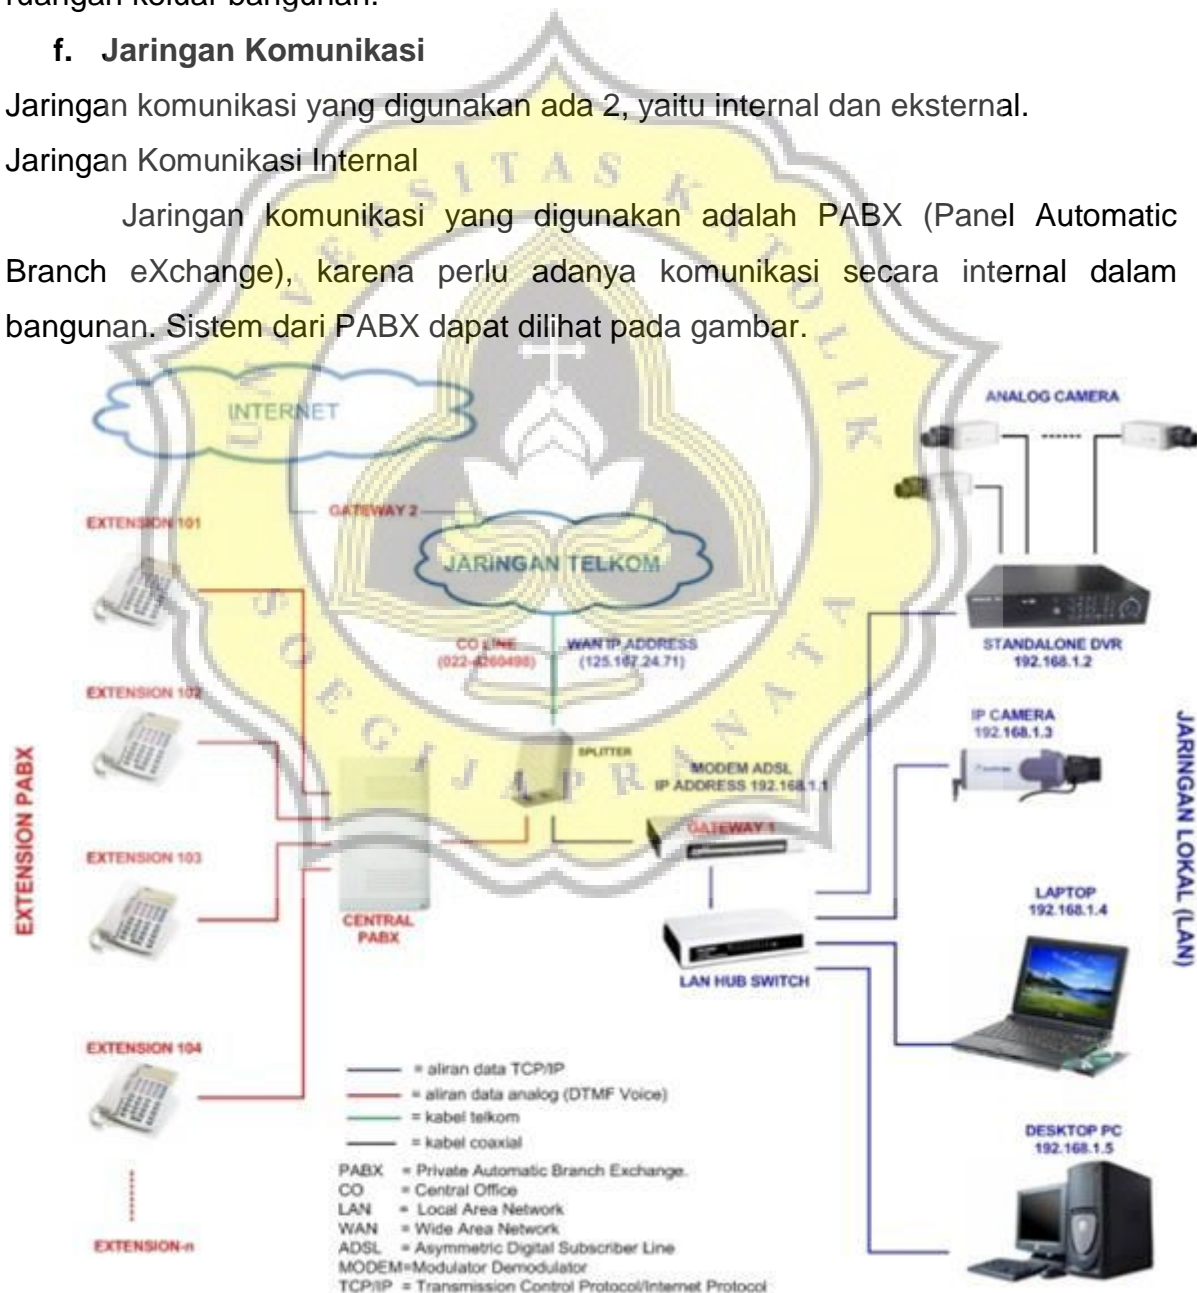 ruangan keluar bangunan.
f. Jaringan Komunikasi
Jaringan komunikasi yang digunakan ada 2, yaitu internal dan eksternal.
Jaringan Komunikasi Internal
Jaringan komunikasi yang digunakan adalah PABX (Panel Automatic
Branch eXchange), karena perlu adanya komunikasi secara internal dalam
bangunan. Sistem dari PABX dapat dilihat pada gambar.
UNIVERSITAS KATOLIK
SOEGIJAPRANATA
INTERNET
ANALOG CAMERA
GATEWAY 2
EXTENSION 101
JARINGAN TELKOM
CO LINE
(022-4260498)
WAN IP ADDRESS
(125.167.24.71)
STANDALONE DVR
192.168.1.2
EXTENSION 102
IP CAMERA
192.168.1.3
SPLITTER
MODEM ADSL
IP ADDRESS 192.168.1.1
EXTENSION PABX
JARINGAN LOKAL (LAN)
GATEWAY 1
EXTENSION 103
LAPTOP
192.168.1.4
CENTRAL
PABX
LAN HUB SWITCH
EXTENSION 104
= aliran data TCP/IP
= aliran data analog (DTMF Voice)
= kabel telkom
= kabel coaxial
DESKTOP PC
192.168.1.5
PABX = Private Automatic Branch Exchange.
CO = Central Office
LAN = Local Area Network
WAN = Wide Area Network
ADSL = Asymmetric Digital Subscriber Line
MODEM=Modulator Demodulator
TCP/IP = Transmission Control Protocol/Internet Protocol
EXTENSION-n